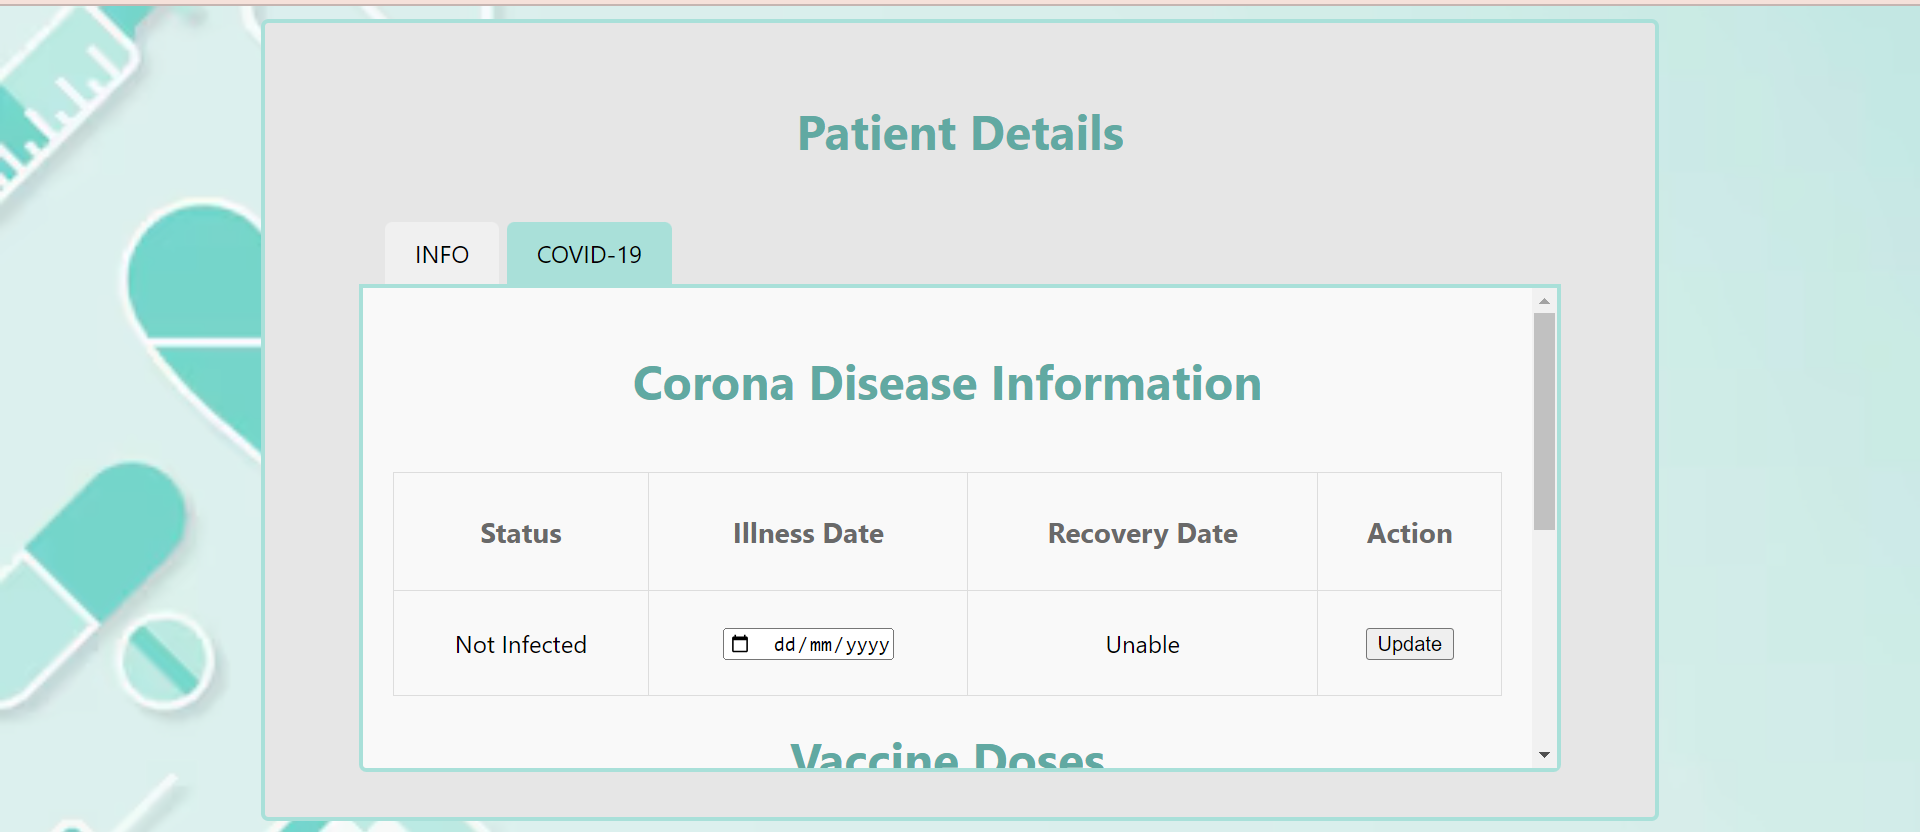 Patient Details
INFO COVID-19
Corona Disease Information
Status Illness Date Recovery Date Action
Not Infected dd/mm/yyyy Unable Update
Vaccine Doses